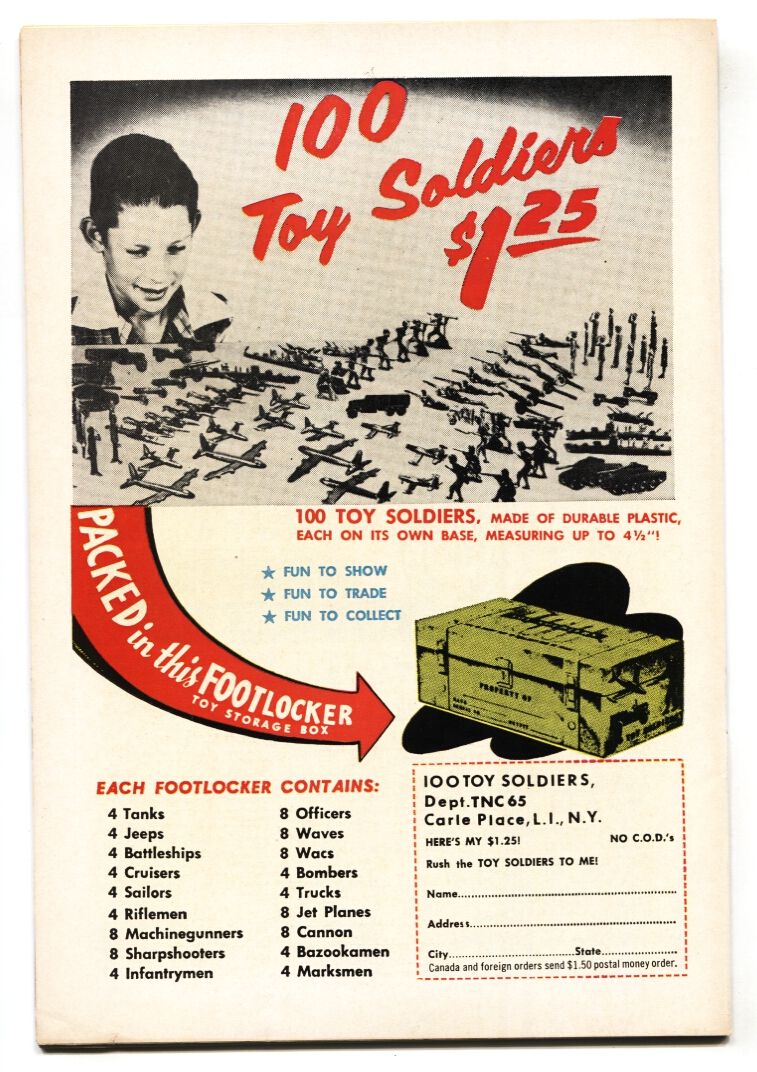 100
Toy Soldiers
$1.25
100 TOY SOLDIERS, MADE OF DURABLE PLASTIC,
EACH ON ITS OWN BASE, MEASURING UP TO 4½"!
★ FUN TO SHOW
★ FUN TO TRADE
★ FUN TO COLLECT
PACKED in this FOOTLOCKER
TOY STORAGE BOX
PROPERTY OF
EACH FOOTLOCKER CONTAINS:
4 Tanks
4 Jeeps
4 Battleships
4 Cruisers
4 Sailors
4 Riflemen
8 Machinegunners
8 Sharpshooters
4 Infantrymen
8 Officers
8 Waves
8 Wacs
4 Bombers
4 Trucks
8 Jet Planes
8 Cannon
4 Bazookamen
4 Marksmen
100 TOY SOLDIERS,
Dept. TNC 65
Carle Place, L.I., N.Y.
HERE'S MY $1.25! NO C.O.D.'s
Rush the TOY SOLDIERS TO ME!
Name
Address
City State
Canada and foreign orders send $1.50 postal money order.